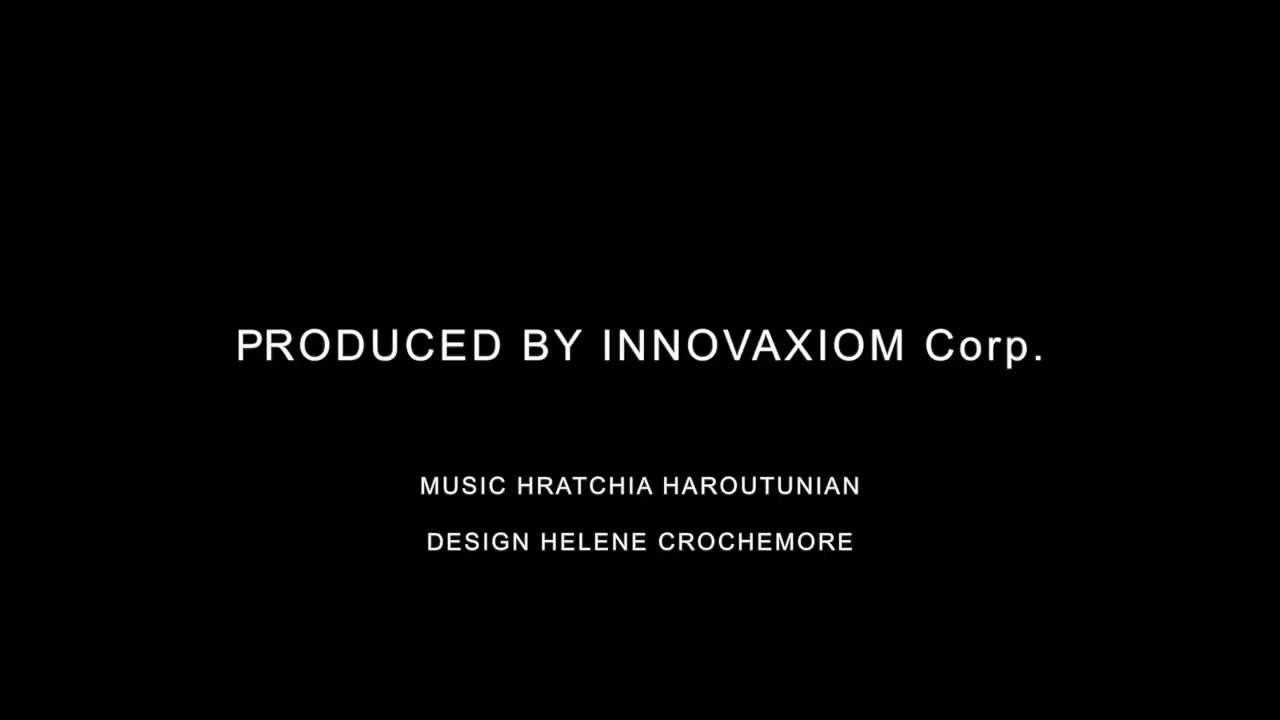 PRODUCED BY INNOVAXIOM Corp.
MUSIC HRATCHIA HAROUTUNIAN
DESIGN HELENE CROCHEMORE